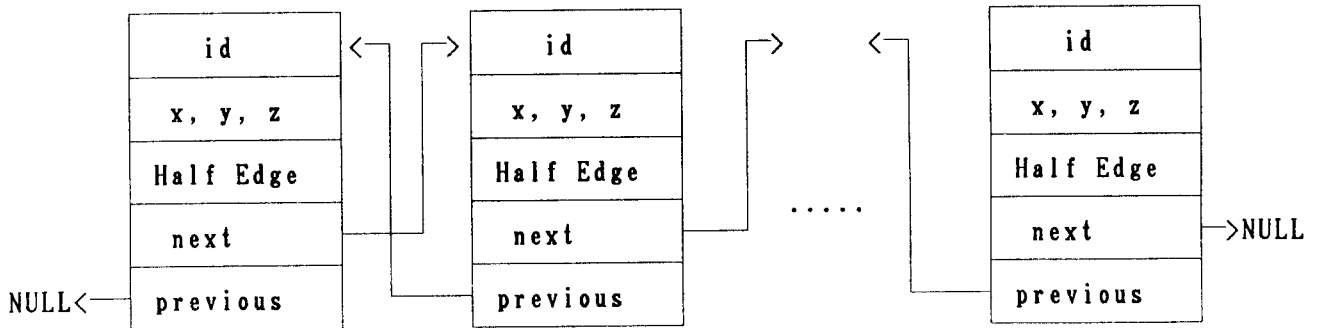 id
x, y, z
Half Edge
next
previous
NULL
id
x, y, z
Half Edge
next
previous
.....
id
x, y, z
Half Edge
next
previous
NULL